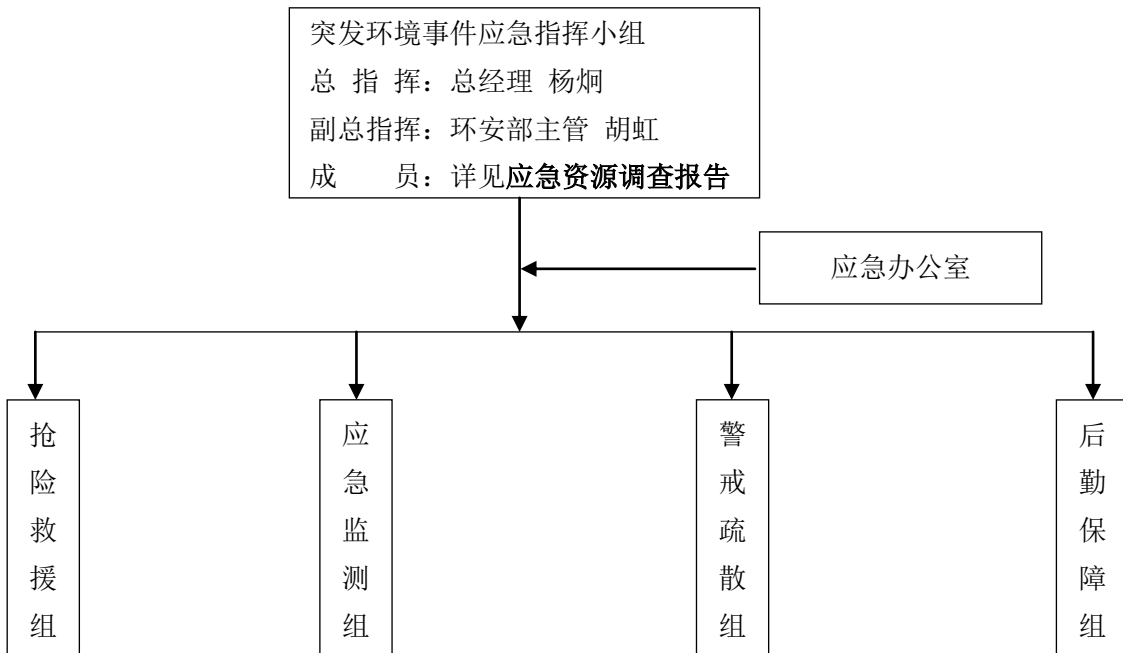 突发环境事件应急指挥小组
总 指 挥：总经理 杨炯
副总指挥：环安部主管 胡虹
成 员：详见应急资源调查报告
应急办公室
抢险救援组
应急监测组
警戒疏散组
后勤保障组